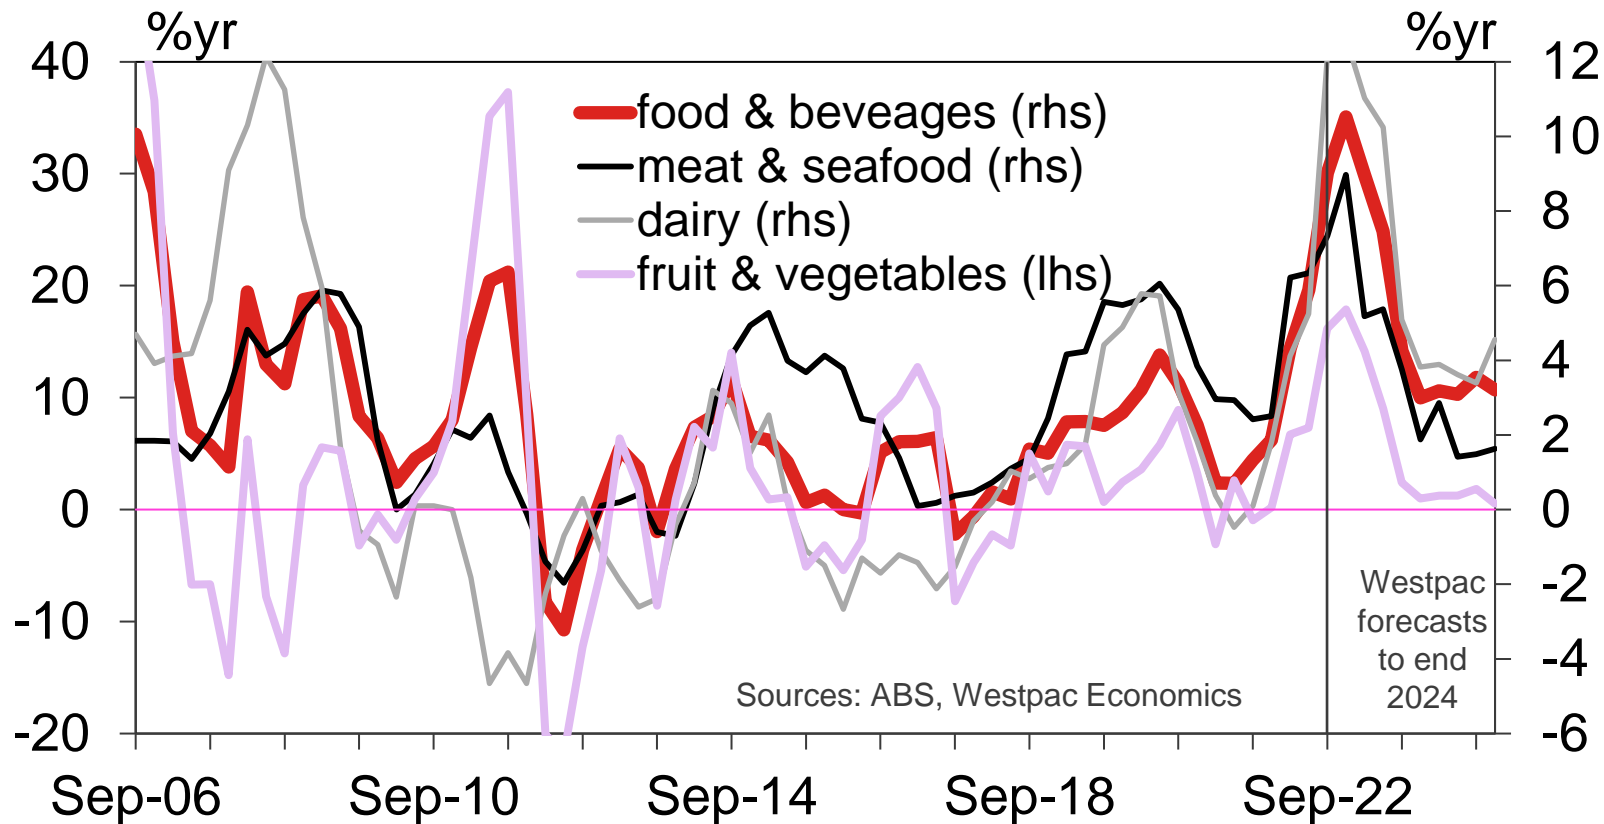 %yr %yr
40 12
food & beveages (rhs)
10
meat & seafood (rhs)
30
8
dairy (rhs)
fruit & vegetables (lhs)
20 6
4
10
2
0 0
Westpac
forecasts
to end
2024
-2
-10
-4
Sources: ABS, Westpac Economics
-20 -6
Sep-06 Sep-10 Sep-14 Sep-18 Sep-22